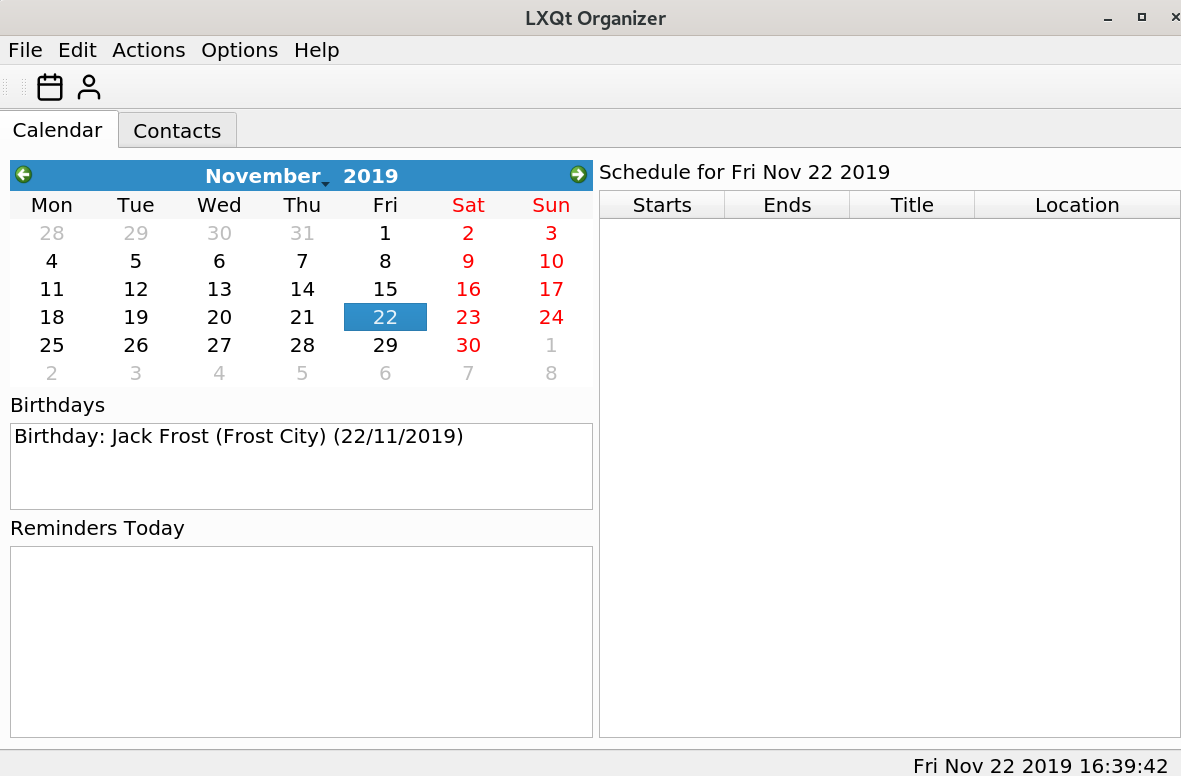 LXQt Organizer
File Edit Actions Options Help
Calendar Contacts
November 2019
Mon Tue Wed Thu Fri Sat Sun
28 29 30 31 1 2 3
4 5 6 7 8 9 10
11 12 13 14 15 16 17
18 19 20 21 22 23 24
25 26 27 28 29 30 1
2 3 4 5 6 7 8
Birthdays
Birthday: Jack Frost (Frost City) (22/11/2019)
Reminders Today
Schedule for Fri Nov 22 2019
Starts Ends Title Location
Fri Nov 22 2019 16:39:42